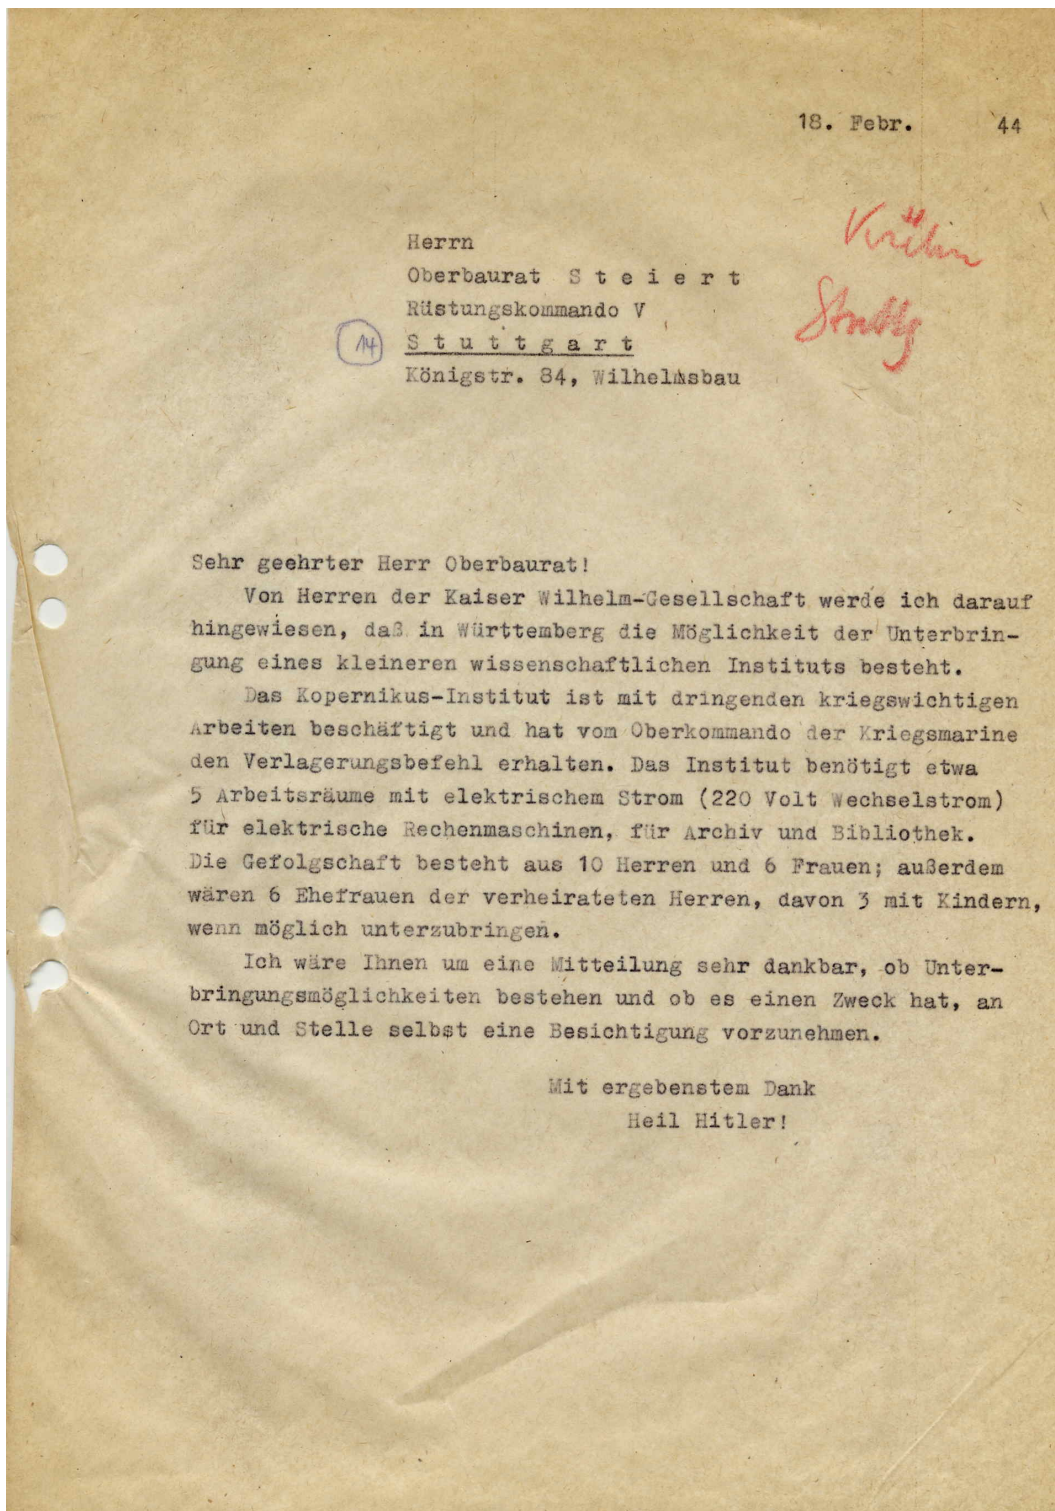 18. Febr. 44
Herrn
Oberbaurat S t e i e r t
Rüstungskommando V
14 S t u t t g a r t
Königstr. 84, Wilhelmsbau
Sehr geehrter Herr Oberbaurat!
Von Herren der Kaiser Wilhelm-Gesellschaft werde ich darauf
hingewiesen, daß in Württemberg die Möglichkeit der Unterbrin-
gung eines kleineren wissenschaftlichen Instituts besteht.
Das Kopernikus-Institut ist mit dringenden kriegswichtigen
Arbeiten beschäftigt und hat vom Oberkommando der Kriegsmarine
den Verlagerungsbefehl erhalten. Das Institut benötigt etwa
5 Arbeitsräume mit elektrischem Strom (220 Volt Wechselstrom)
für elektrische Rechenmaschinen, für Archiv und Bibliothek.
Die Gefolgschaft besteht aus 10 Herren und 6 Frauen; außerdem
wären 6 Ehefrauen der verheirateten Herren, davon 3 mit Kindern,
wenn möglich unterzubringen.
Ich wäre Ihnen um eine Mitteilung sehr dankbar, ob Unter-
bringungsmöglichkeiten bestehen und ob es einen Zweck hat, an
Ort und Stelle selbst eine Besichtigung vorzunehmen.
Mit ergebenstem Dank
Heil Hitler!